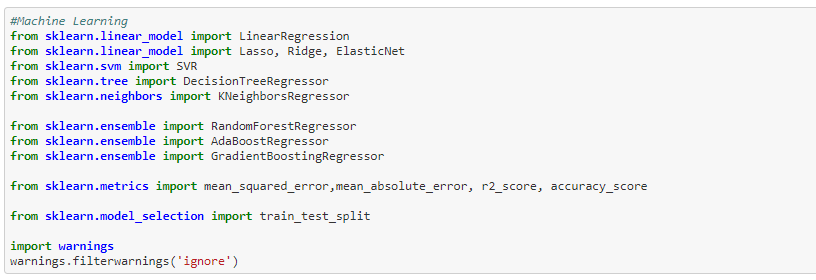 #Machine Learning
from sklearn.linear_model import LinearRegression
from sklearn.linear_model import Lasso, Ridge, ElasticNet
from sklearn.svm import SVR
from sklearn.tree import DecisionTreeRegressor
from sklearn.neighbors import KNeighborsRegressor
from sklearn.ensemble import RandomForestRegressor
from sklearn.ensemble import AdaBoostRegressor
from sklearn.ensemble import GradientBoostingRegressor
from sklearn.metrics import mean_squared_error,mean_absolute_error, r2_score, accuracy_score
from sklearn.model_selection import train_test_split
import warnings
warnings.filterwarnings('ignore')